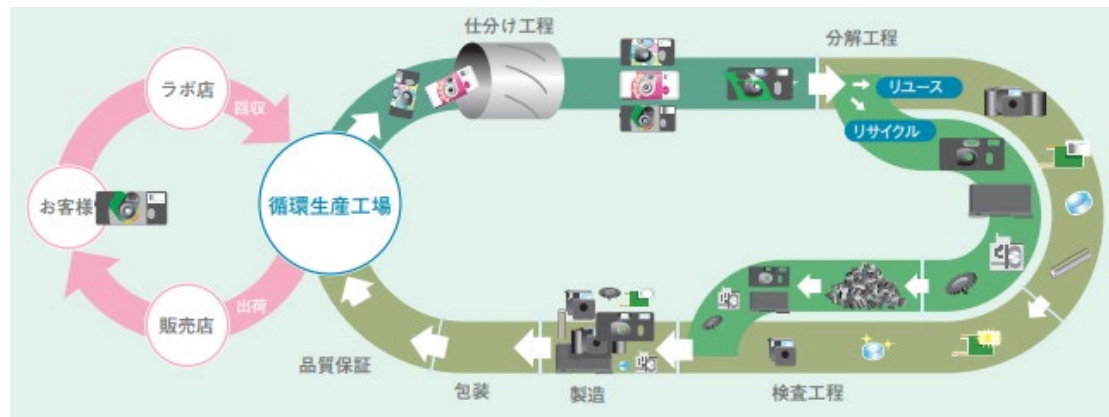 仕分け工程
分解工程
リユース
リサイクル
ラボ店
回収
お客様
循環生産工場
出荷
販売店
品質保証
包装
製造
検査工程